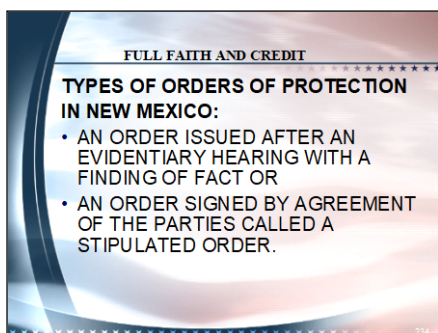 FULL FAITH AND CREDIT
TYPES OF ORDERS OF PROTECTION
IN NEW MEXICO:
• AN ORDER ISSUED AFTER AN
EVIDENTIARY HEARING WITH A
FINDING OF FACT OR
• AN ORDER SIGNED BY AGREEMENT
OF THE PARTIES CALLED A
STIPULATED ORDER.